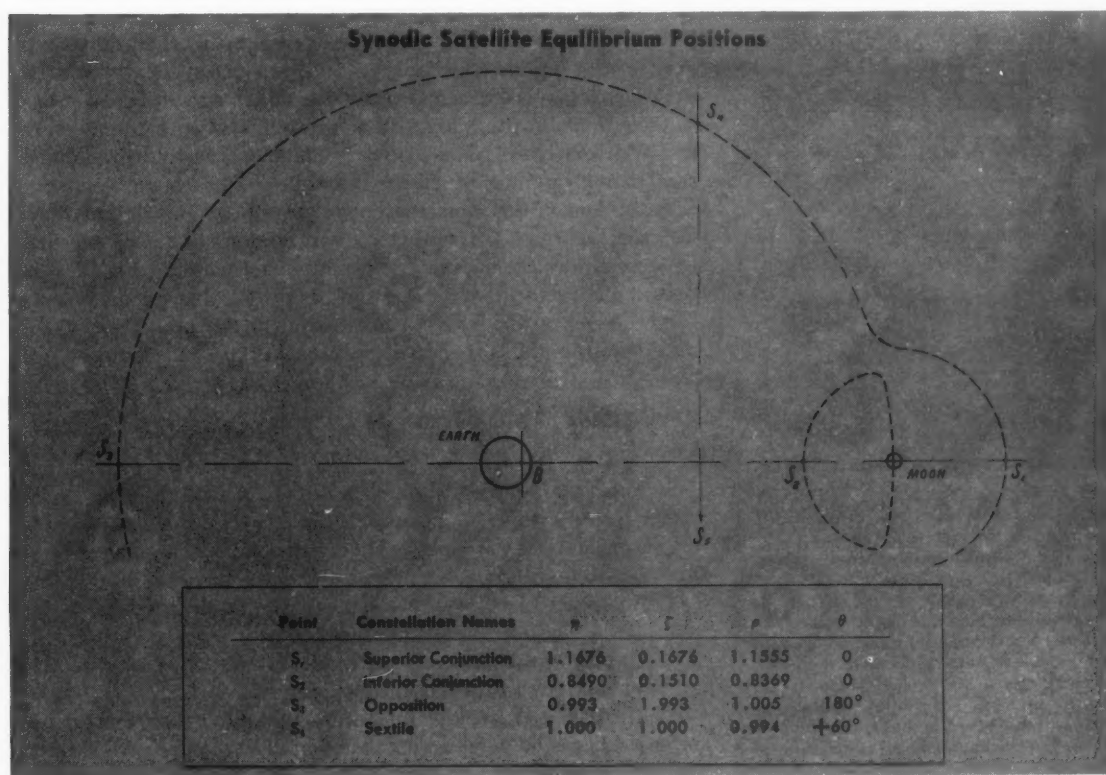 Synodic Satellite Equilibrium Positions
S₄
EARTH
S₃
B
S₂
MOON
S₁
S₅
Point Constellation Names η ξ ρ θ
S₁ Superior Conjunction 1.1676 0.1676 1.1555 0
S₂ Inferior Conjunction 0.8490 0.1510 0.8369 0
S₃ Opposition 0.993 1.993 1.005 180°
S₄ Sextile 1.000 1.000 0.994 +60°